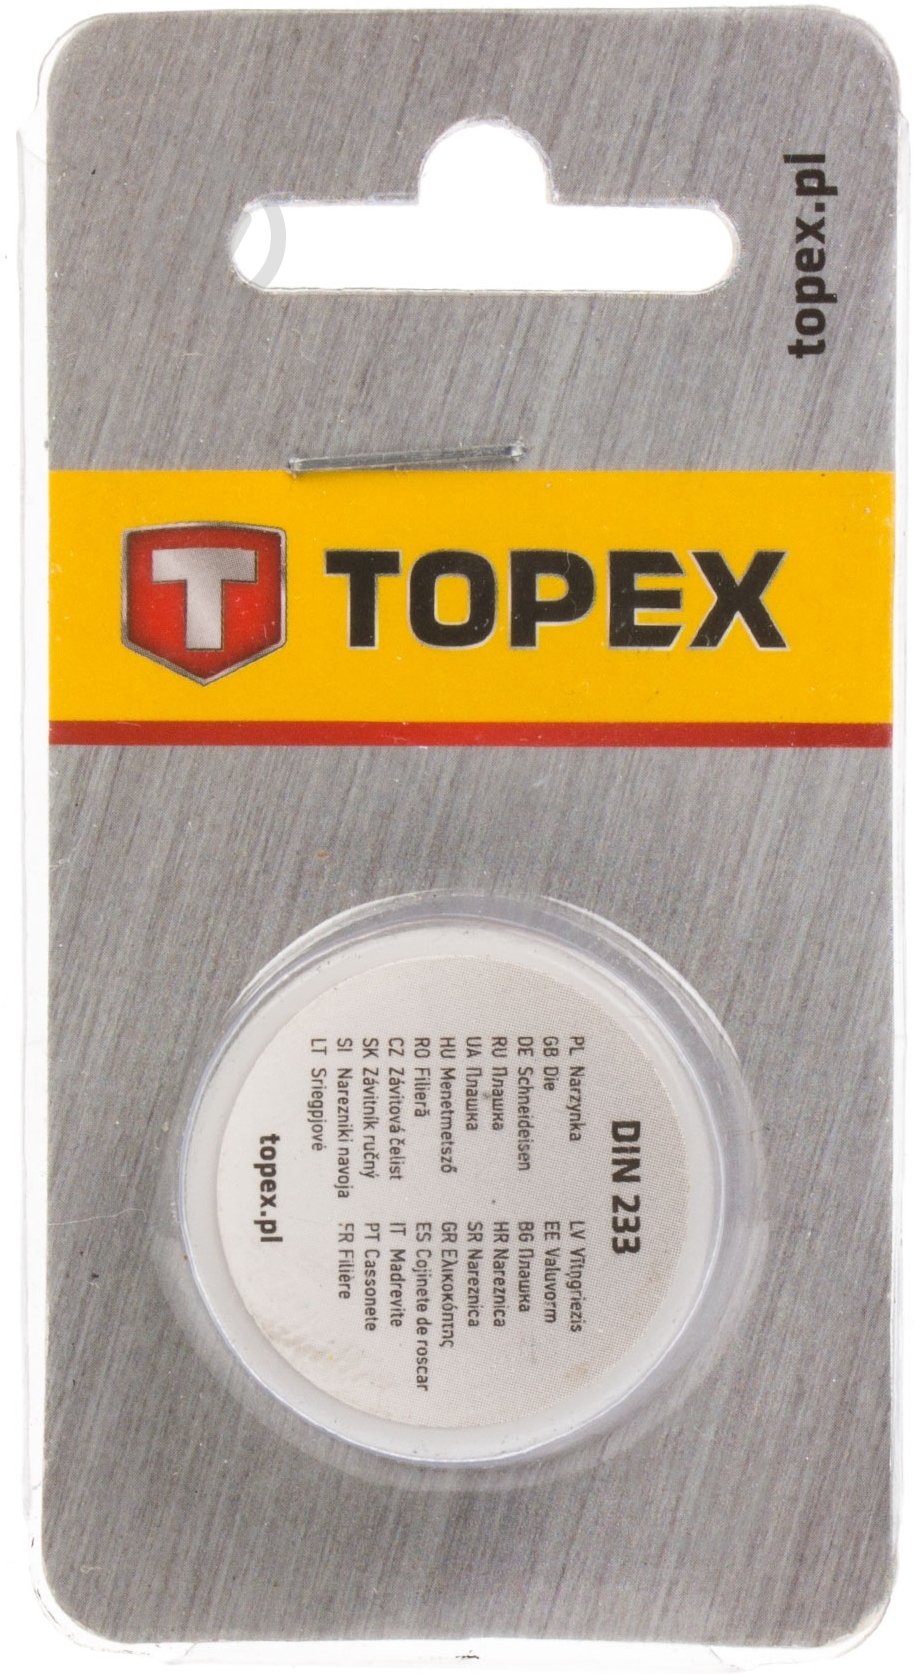 topex.pl
T TOPEX
DIN 233
PL Narzynka
GB Die
DE Schneideisen
RU Плашка
UA Плашка
HU Menetmetsző
RO Filieră
CZ Závitová čelist
SK Závitník ručný
SI Narezniki navoja
LT Sriegpjovė
LV Vītņgriezis
EE Valuvorm
BG Плашка
HR Nareznica
SR Nareznica
GR Ελικοκόπτης
ES Cojinete de roscar
IT Madrevite
PT Cassonete
FR Filière
topex.pl